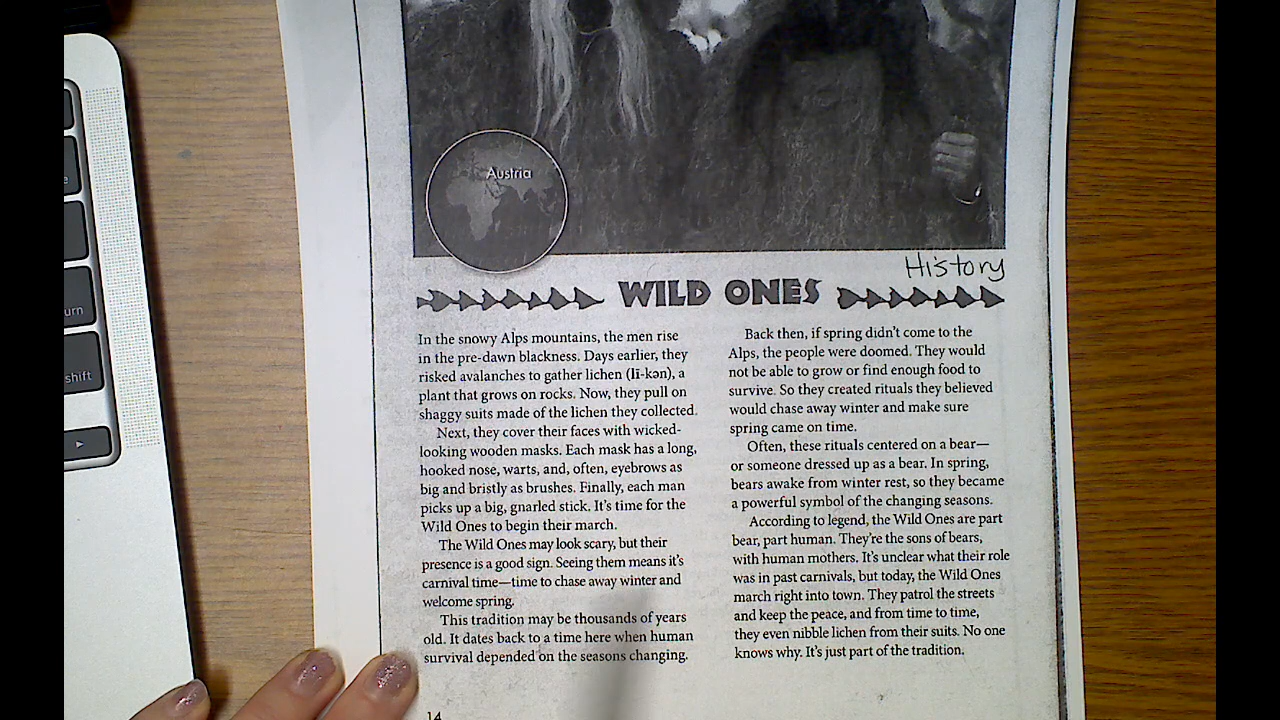 Austria
History
WILD ONES
In the snowy Alps mountains, the men rise
in the pre-dawn blackness. Days earlier, they
risked avalanches to gather lichen (lī-kən), a
plant that grows on rocks. Now, they pull on
shaggy suits made of the lichen they collected.
Next, they cover their faces with wicked-
looking wooden masks. Each mask has a long,
hooked nose, warts, and, often, eyebrows as
big and bristly as brushes. Finally, each man
picks up a big, gnarled stick. It's time for the
Wild Ones to begin their march.
The Wild Ones may look scary, but their
presence is a good sign. Seeing them means it's
carnival time—time to chase away winter and
welcome spring.
This tradition may be thousands of years
old. It dates back to a time here when human
survival depended on the seasons changing.
Back then, if spring didn't come to the
Alps, the people were doomed. They would
not be able to grow or find enough food to
survive. So they created rituals they believed
would chase away winter and make sure
spring came on time.
Often, these rituals centered on a bear—
or someone dressed up as a bear. In spring,
bears awake from winter rest, so they became
a powerful symbol of the changing seasons.
According to legend, the Wild Ones are part
bear, part human. They're the sons of bears,
with human mothers. It's unclear what their role
was in past carnivals, but today, the Wild Ones
march right into town. They patrol the streets
and keep the peace, and from time to time,
they even nibble lichen from their suits. No one
knows why. It's just part of the tradition.
14
urn
shift